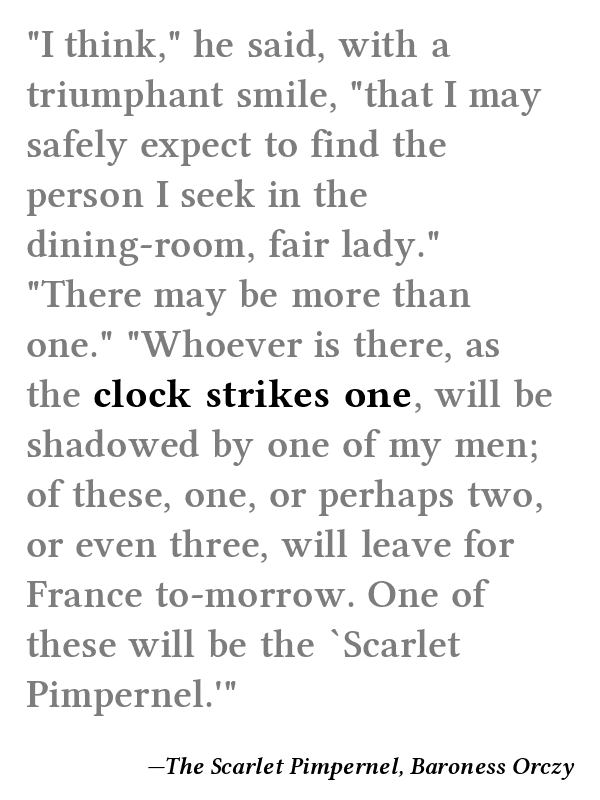 "I think," he said, with a
triumphant smile, "that I may
safely expect to find the
person I seek in the
dining-room, fair lady."
"There may be more than
one." "Whoever is there, as
the clock strikes one, will be
shadowed by one of my men;
of these, one, or perhaps two,
or even three, will leave for
France to-morrow. One of
these will be the `Scarlet
Pimpernel.'"
—The Scarlet Pimpernel, Baroness Orczy